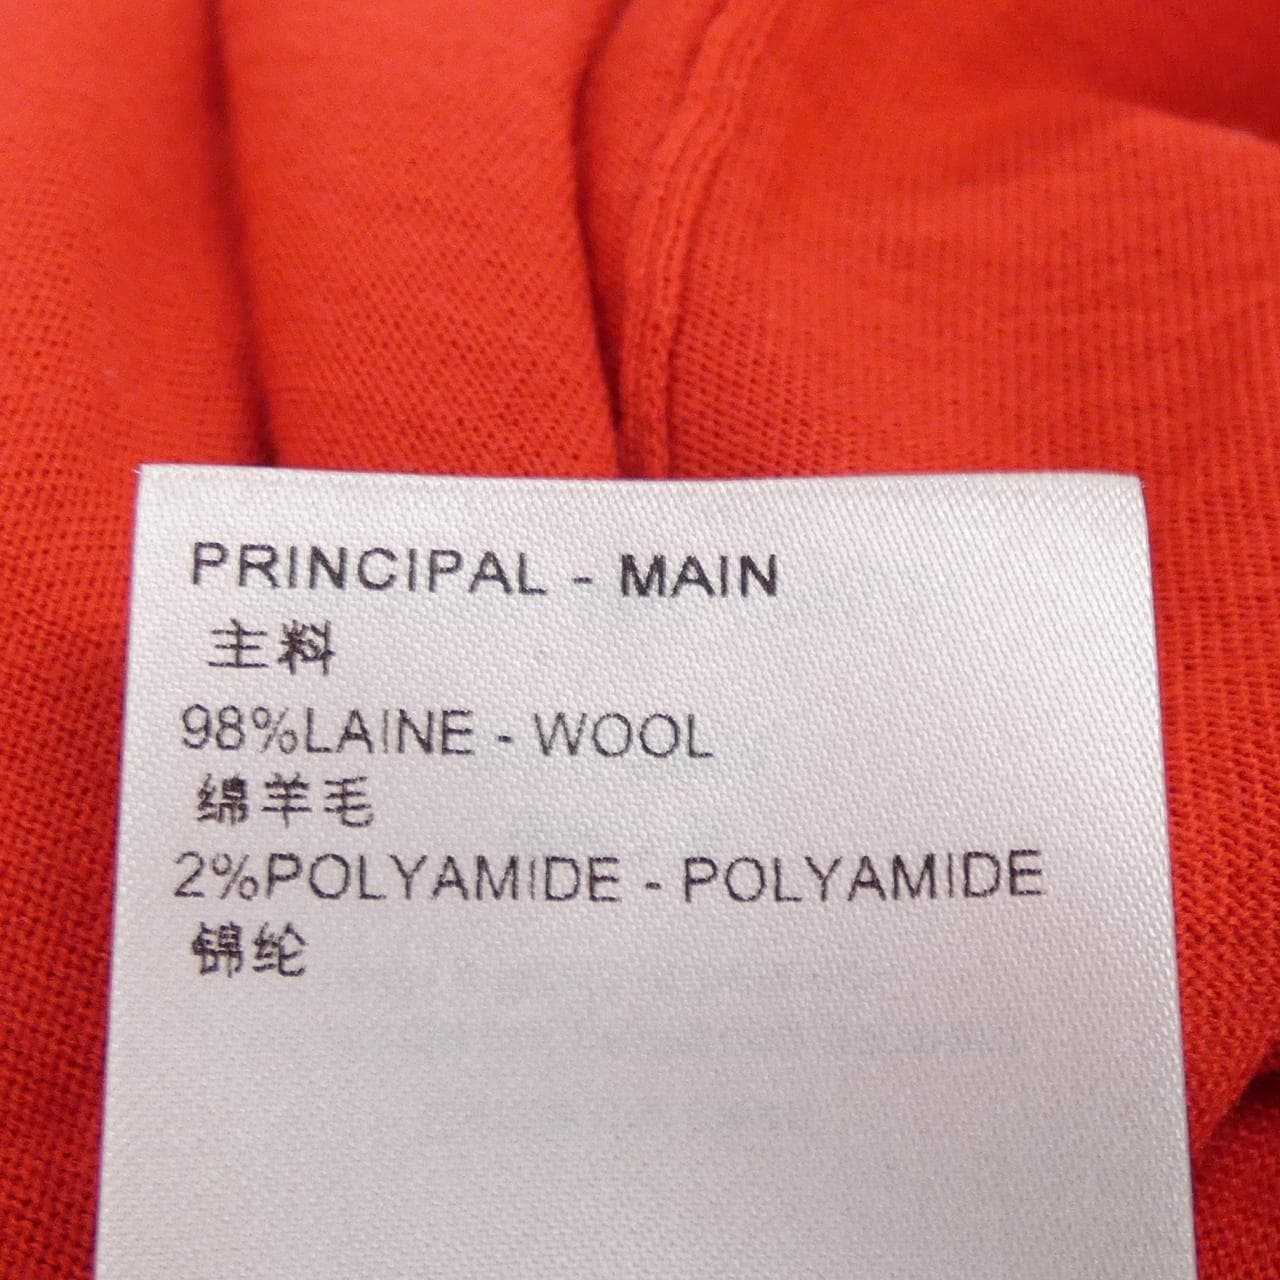 PRINCIPAL - MAIN
主料
98%LAINE - WOOL
绵羊毛
2%POLYAMIDE - POLYAMIDE
锦纶